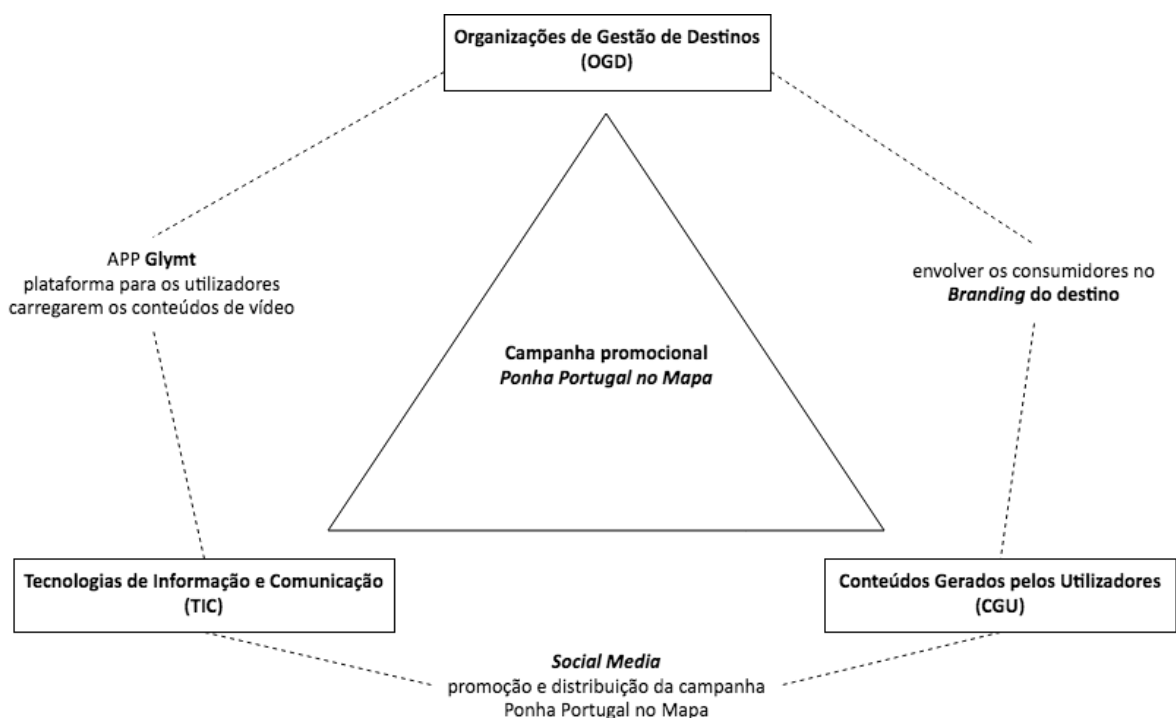 Organizações de Gestão de Destinos
(OGD)
APP Glymt
plataforma para os utilizadores
carregarem os conteúdos de vídeo
envolver os consumidores no
Branding do destino
Campanha promocional
Ponha Portugal no Mapa
Tecnologias de Informação e Comunicação
(TIC)
Conteúdos Gerados pelos Utilizadores
(CGU)
Social Media
promoção e distribuição da campanha
Ponha Portugal no Mapa